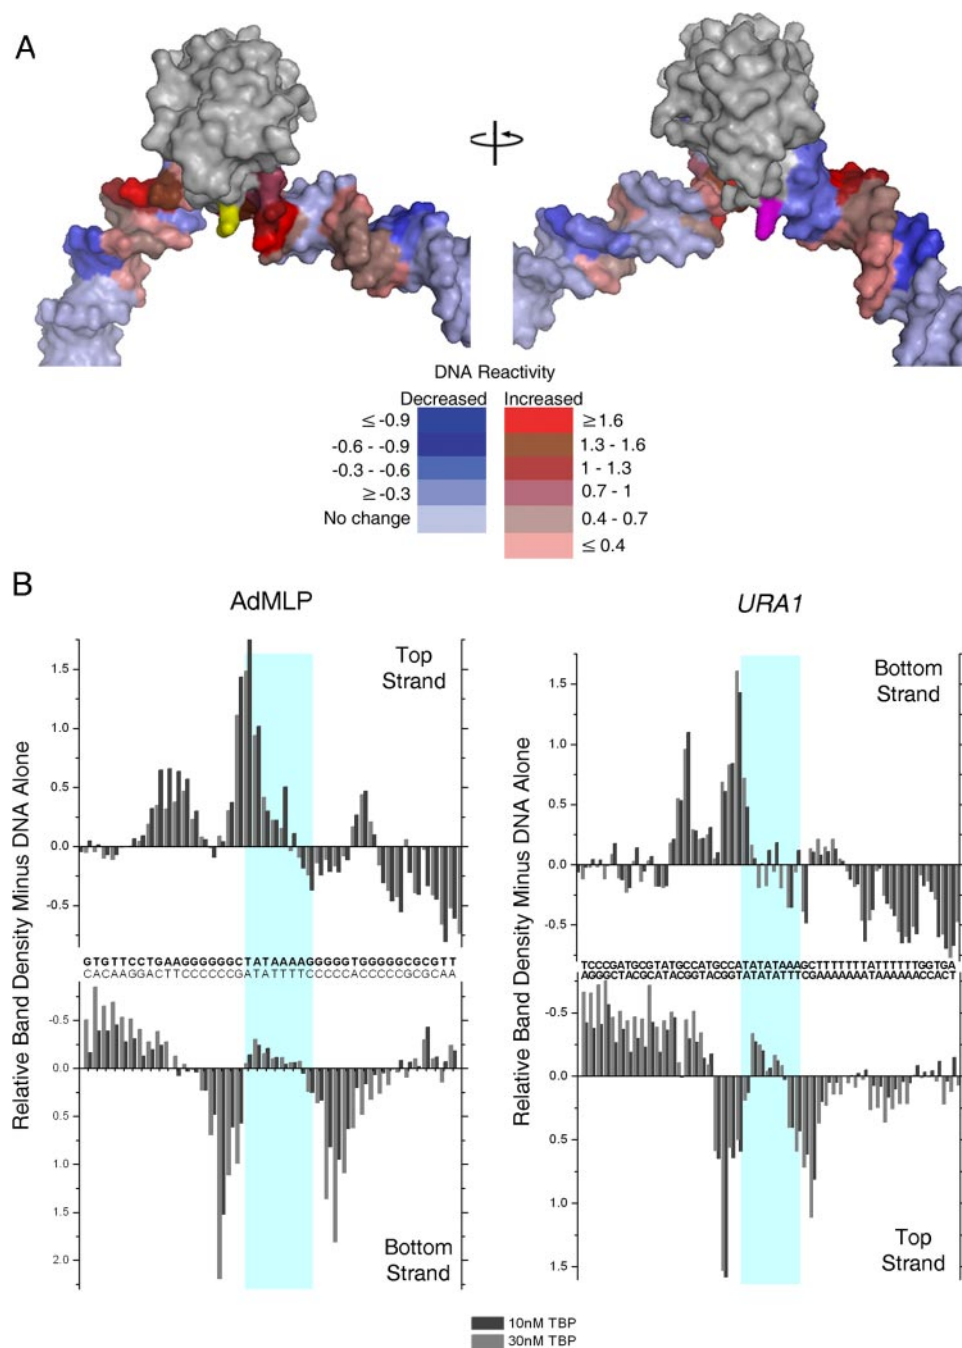 A
DNA Reactivity
Decreased Increased
≤ -0.9 ≥ 1.6
-0.6 - -0.9 1.3 - 1.6
-0.3 - -0.6 1 - 1.3
≥ -0.3 0.7 - 1
No change 0.4 - 0.7
≤ 0.4
B
AdMLP
Top
Strand
Relative Band Density Minus DNA Alone
1.5
1.0
0.5
0.0
-0.5
GTGTTCCTGAAGGGGGGCTATAAAAGGGGGTGGGGGCGCGTT
CACAAGGACTTCCCCCCGATATTTTCCCCCACCCCCGCGCAA
-0.5
0.0
0.5
1.0
1.5
2.0
Bottom
Strand
URA1
Bottom
Strand
Relative Band Density Minus DNA Alone
1.5
1.0
0.5
0.0
-0.5
TCCCGATGCGTATGCCATGCCATATATAAAGCTTTTTTTATTTTTTGGTGA
AGGGCTACGCATACGGTACGGTATATATTTCGAAAAAAATAAAAAACCACT
-0.5
0.0
0.5
1.0
1.5
Top
Strand
10nM TBP
30nM TBP